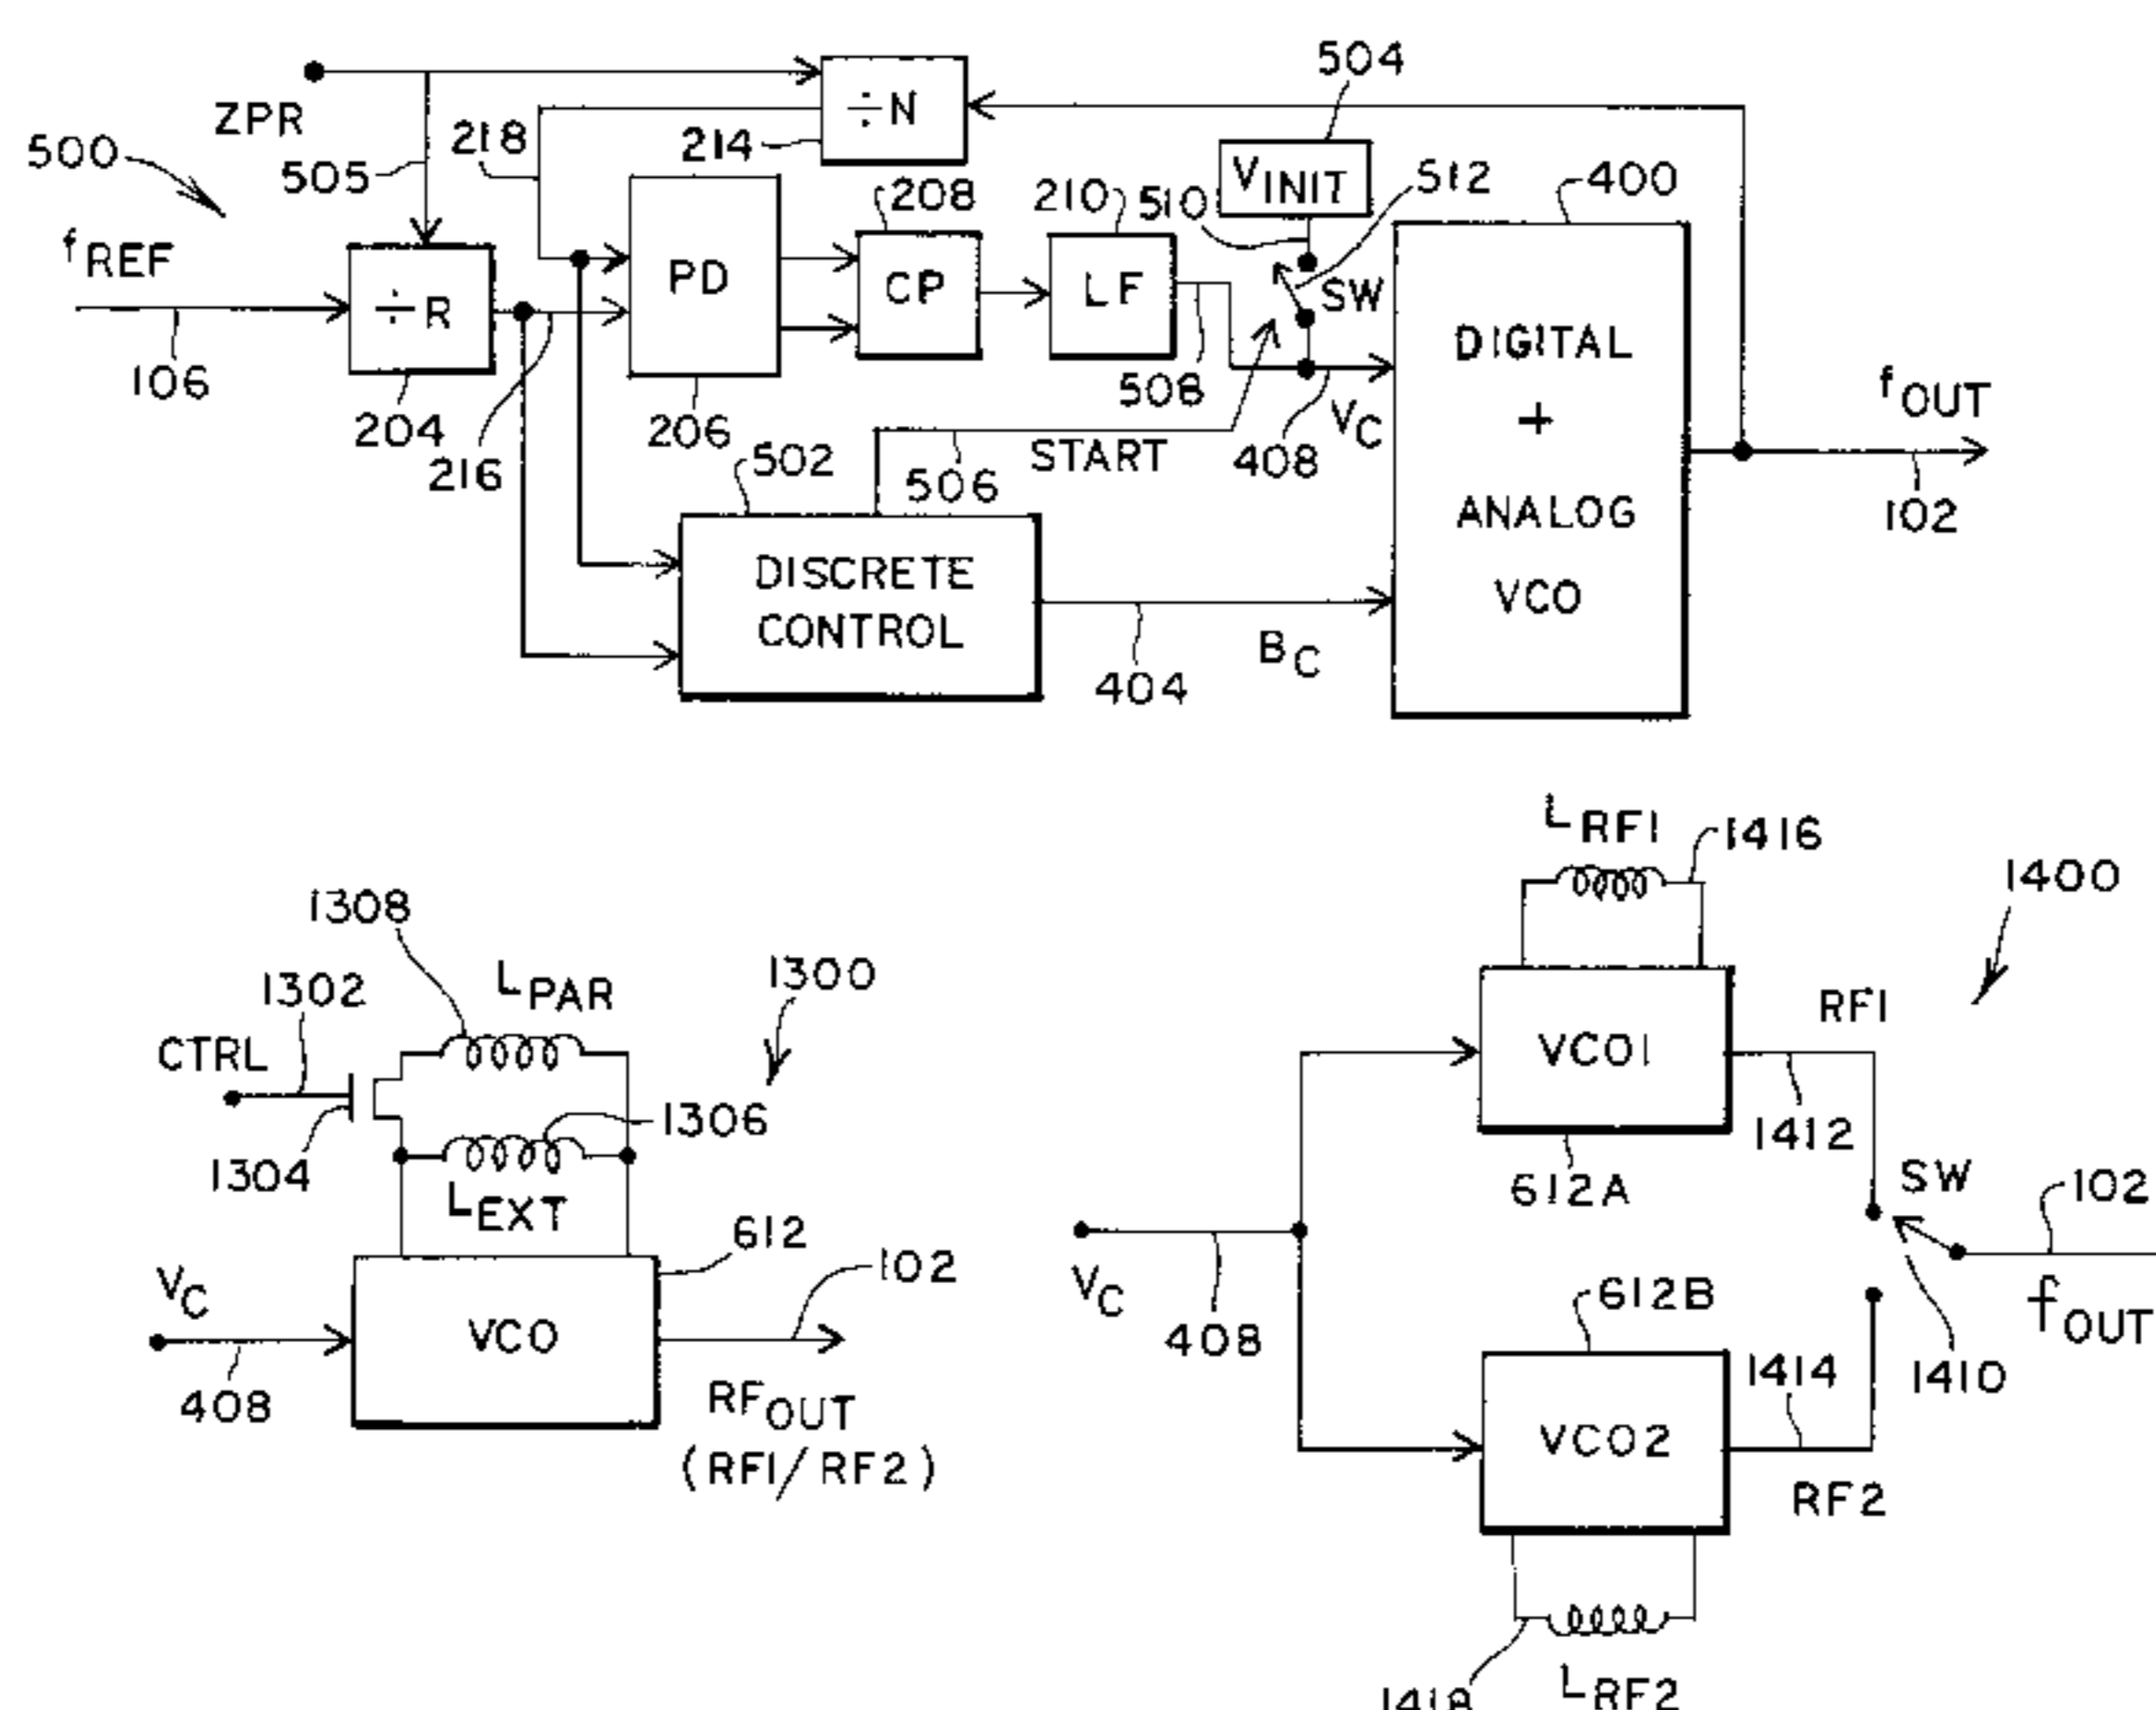 504
ZPR
÷N
500
505
218
214
VINIT
512
400
fREF
208
210
510
PD
CP
LF
SW
÷R
DIGITAL
+
ANALOG
VCO
106
204
216
206
508
VC
fOUT
502
506
START
408
102
DISCRETE
CONTROL
404
BC
LRF1
1416
1400
1308
1302
LPAR
1300
CTRL
RF1
VCO1
1306
1412
1304
612A
SW
102
LEXT
612
VC
102
VC
408
612B
fOUT
VCO
408
1414
1410
RFOUT
(RF1/RF2)
VCO2
RF2
1418
LRF2